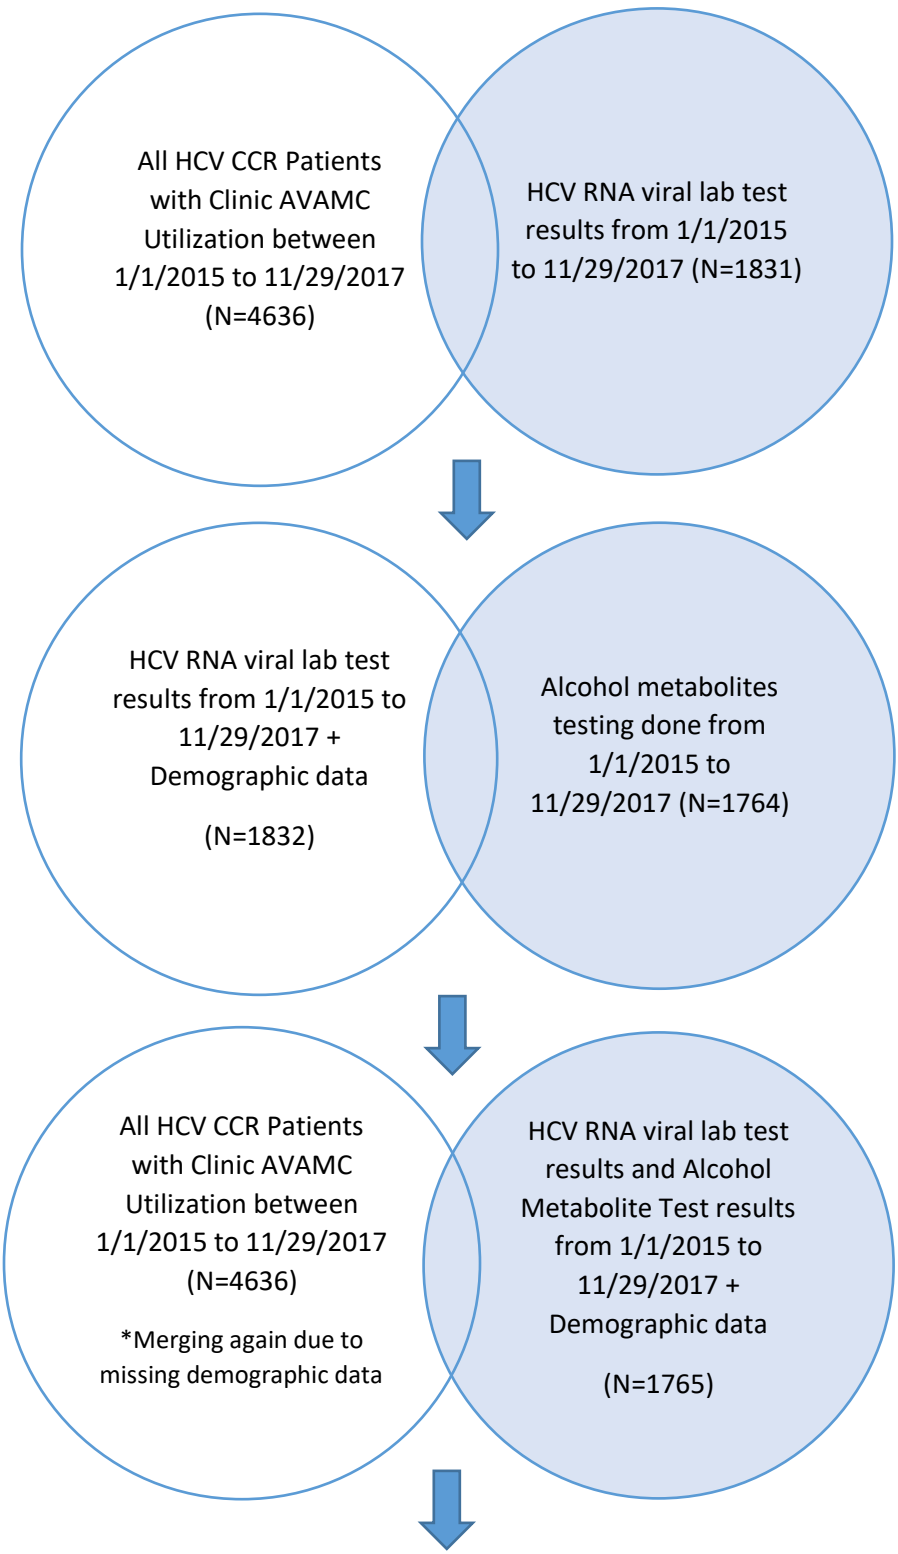 All HCV CCR Patients
with Clinic AVAMC
Utilization between
1/1/2015 to 11/29/2017
(N=4636)
HCV RNA viral lab test
results from 1/1/2015
to 11/29/2017 (N=1831)
HCV RNA viral lab test
results from 1/1/2015 to
11/29/2017 +
Demographic data
(N=1832)
Alcohol metabolites
testing done from
1/1/2015 to
11/29/2017 (N=1764)
All HCV CCR Patients
with Clinic AVAMC
Utilization between
1/1/2015 to 11/29/2017
(N=4636)
*Merging again due to
missing demographic data
HCV RNA viral lab test
results and Alcohol
Metabolite Test results
from 1/1/2015 to
11/29/2017 +
Demographic data
(N=1765)